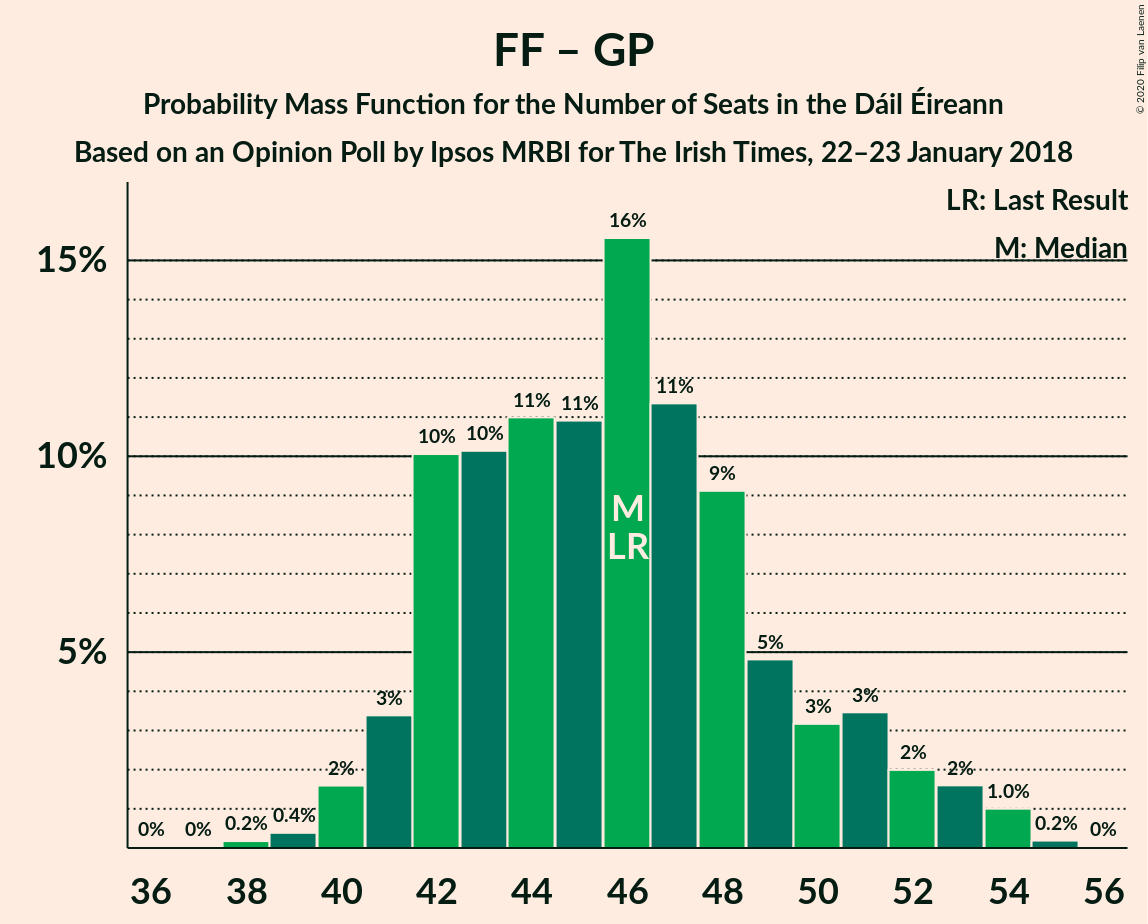 FF – GP
Probability Mass Function for the Number of Seats in the Dáil Éireann
Based on an Opinion Poll by Ipsos MRBI for The Irish Times, 22–23 January 2018
© 2020 Filip van Laenen
LR: Last Result
M: Median
15%
10%
5%
0%
0%
0.2%
0.4%
2%
3%
10%
10%
11%
11%
16%
11%
9%
5%
3%
3%
2%
2%
1.0%
0.2%
0%
M
LR
36 38 40 42 44 46 48 50 52 54 56